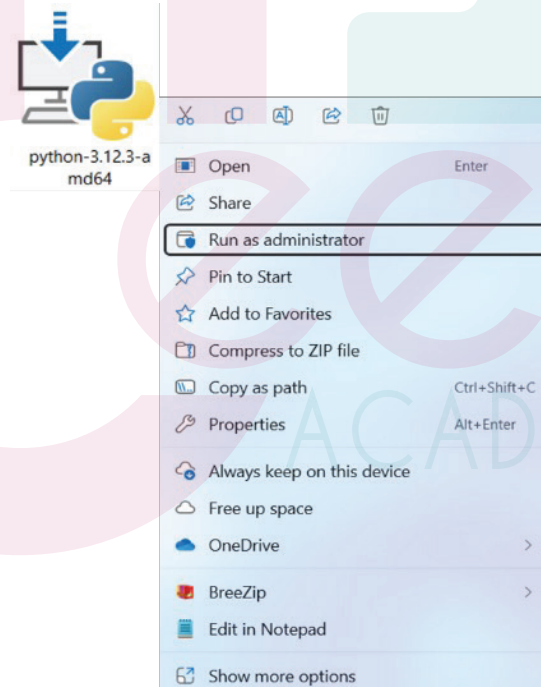 python-3.12.3-a
md64
Open Enter
Share
Run as administrator
Pin to Start
Add to Favorites
Compress to ZIP file
Copy as path Ctrl+Shift+C
Properties Alt+Enter
Always keep on this device
Free up space
OneDrive
BreeZip
Edit in Notepad
Show more options
ee
ACAD